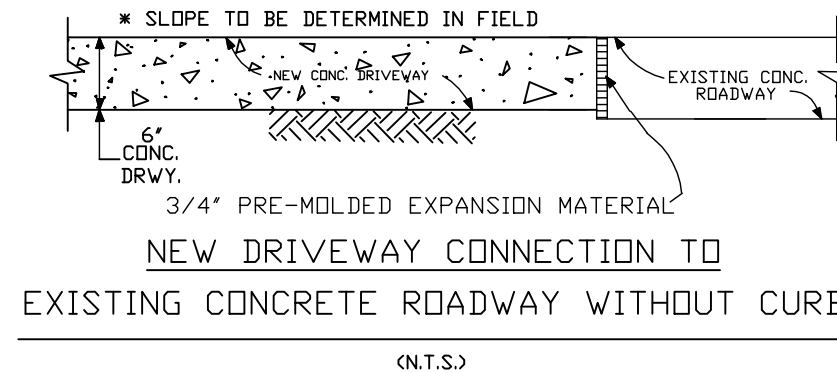 * SLOPE TO BE DETERMINED IN FIELD
NEW CONC. DRIVEWAY
EXISTING CONC.
ROADWAY
6"
CONC.
DRWY.
3/4" PRE-MOLDED EXPANSION MATERIAL
NEW DRIVEWAY CONNECTION TO
EXISTING CONCRETE ROADWAY WITHOUT CURB
(N.T.S.)